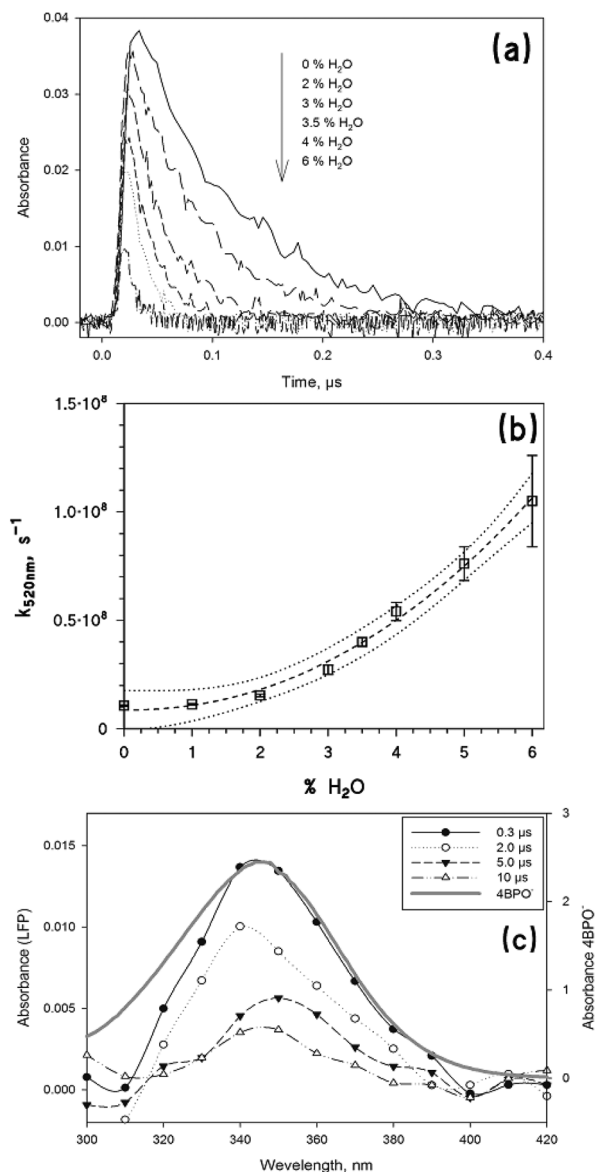 (a)
0.04
0.03
0.02
0.01
0.00
Absorbance
0 % H₂O
2 % H₂O
3 % H₂O
3.5 % H₂O
4 % H₂O
6 % H₂O
0.0 0.1 0.2 0.3 0.4
Time, µs
(b)
1.5·10⁸
1.0·10⁸
0.5·10⁸
0
k520nm, s⁻¹
0 1 2 3 4 5 6
% H₂O
(c)
0.015
0.010
0.005
0.000
Absorbance (LFP)
0.3 µs
2.0 µs
5.0 µs
10 µs
4BPO⁻
3
2
1
0
Absorbance 4BPO⁻
300 320 340 360 380 400 420
Wavelength, nm